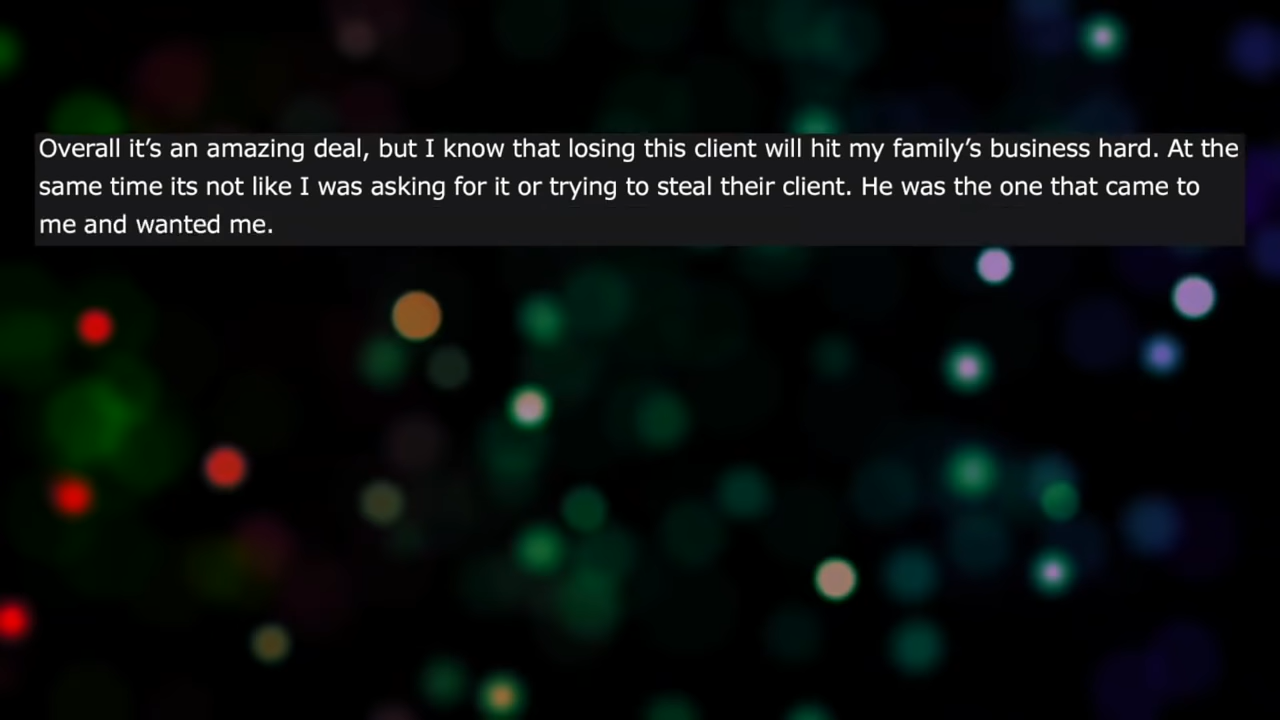 Overall it’s an amazing deal, but I know that losing this client will hit my family’s business hard. At the
same time its not like I was asking for it or trying to steal their client. He was the one that came to
me and wanted me.